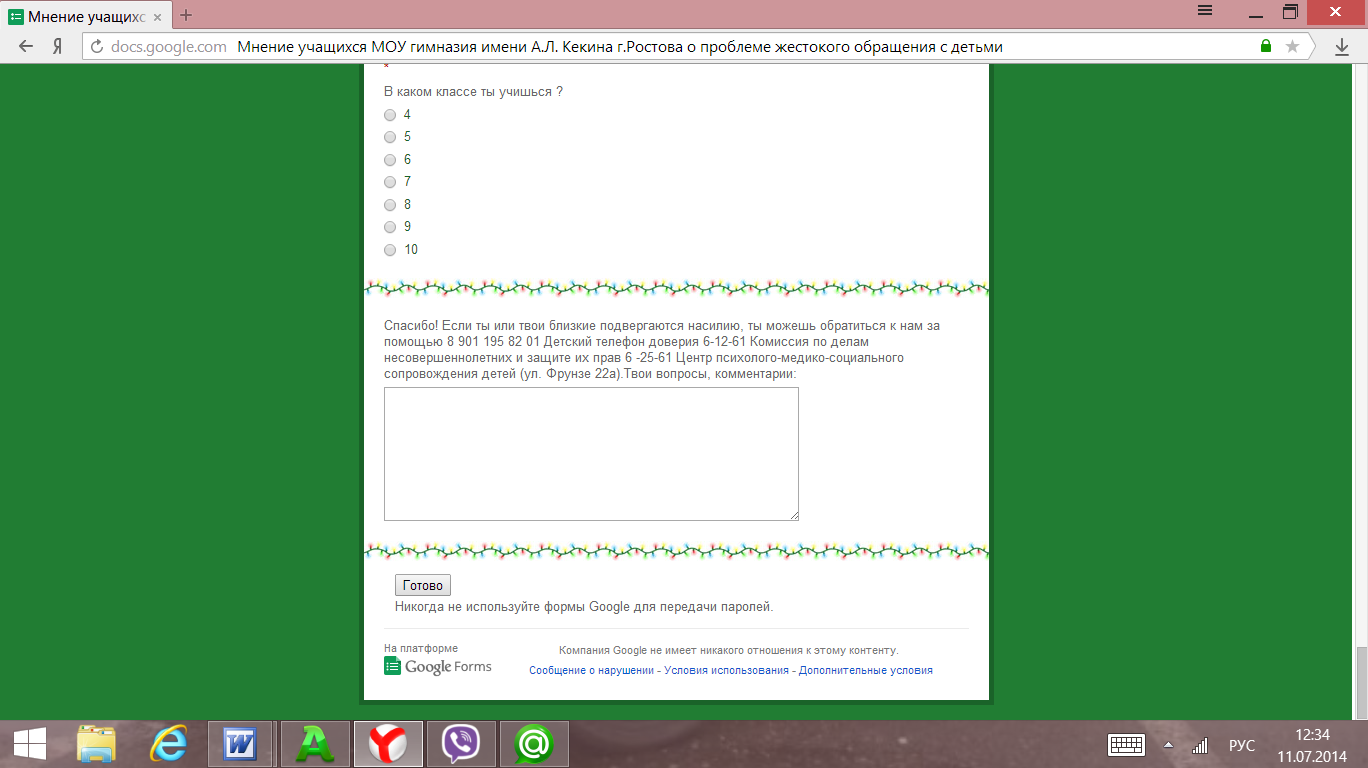 Мнение учащихс
docs.google.com Мнение учащихся МОУ гимназия имени А.Л. Кекина г.Ростова о проблеме жестокого обращения с детьми
*
В каком классе ты учишься ?
4
5
6
7
8
9
10
Спасибо! Если ты или твои близкие подвергаются насилию, ты можешь обратиться к нам за
помощью 8 901 195 82 01 Детский телефон доверия 6-12-61 Комиссия по делам
несовершеннолетних и защите их прав 6 -25-61 Центр психолого-медико-социального
сопровождения детей (ул. Фрунзе 22а).Твои вопросы, комментарии:
Готово
Никогда не используйте формы Google для передачи паролей.
На платформе
Google Forms
Компания Google не имеет никакого отношения к этому контенту.
Сообщение о нарушении - Условия использования - Дополнительные условия
РУС
12:34
11.07.2014